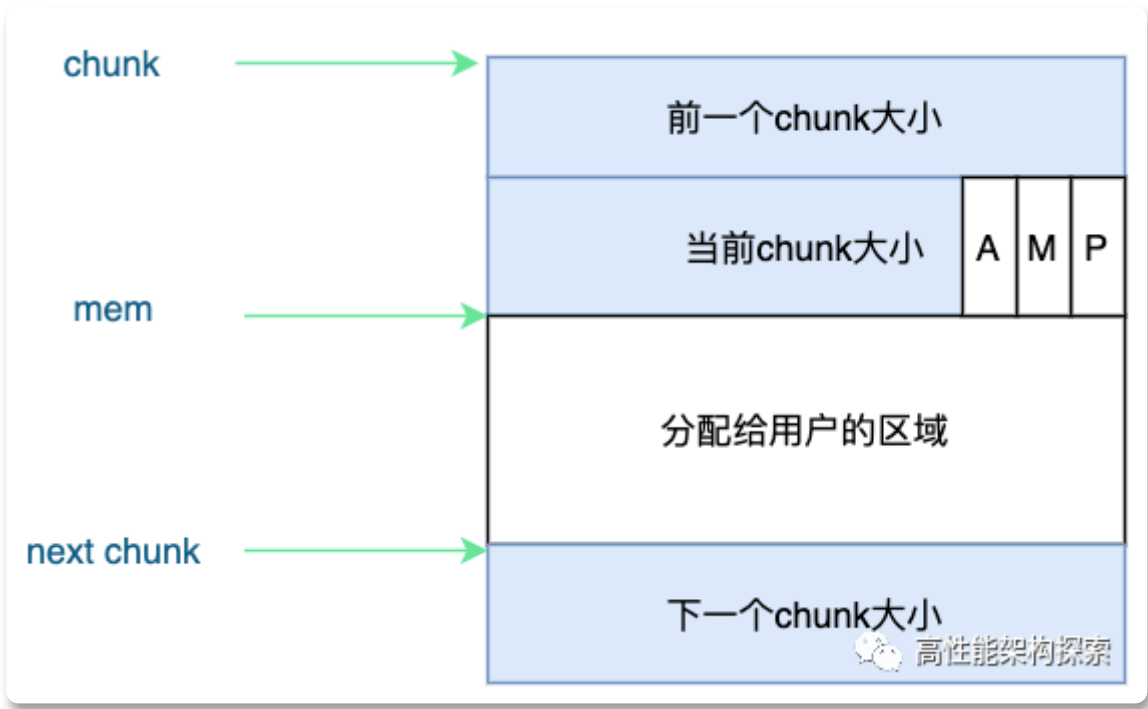 chunk
前一个chunk大小
当前chunk大小
A
M
P
mem
分配给用户的区域
next chunk
下一个chunk大小
高性能架构探索